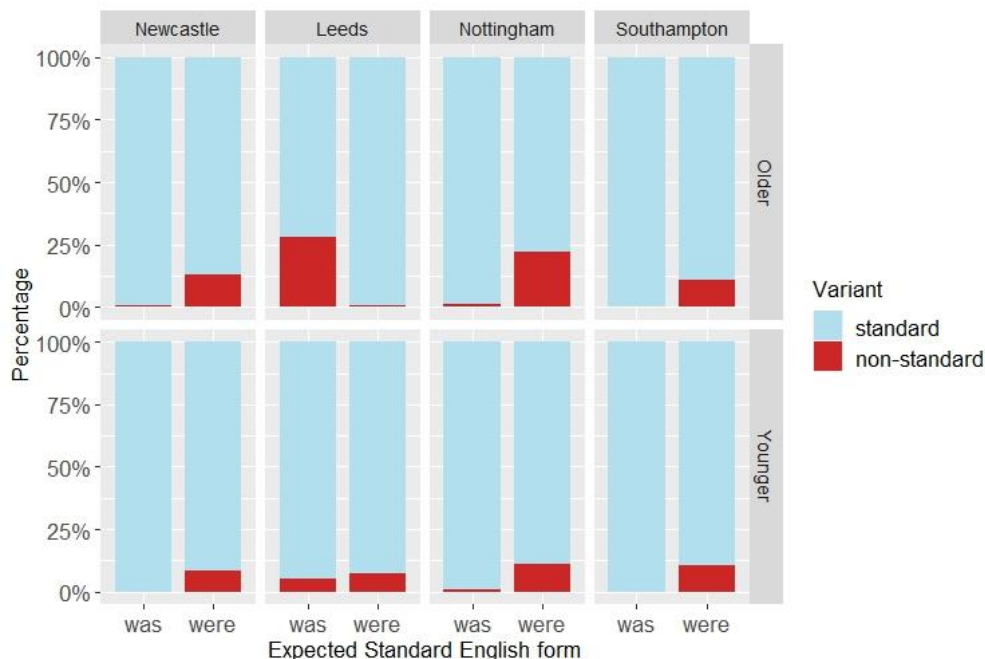 Newcastle Leeds Nottingham Southampton
100%
75%
50%
25%
0%
Older
100%
75%
50%
25%
0%
Younger
Percentage
was were was were was were was were
Expected Standard English form
Variant
standard
non-standard